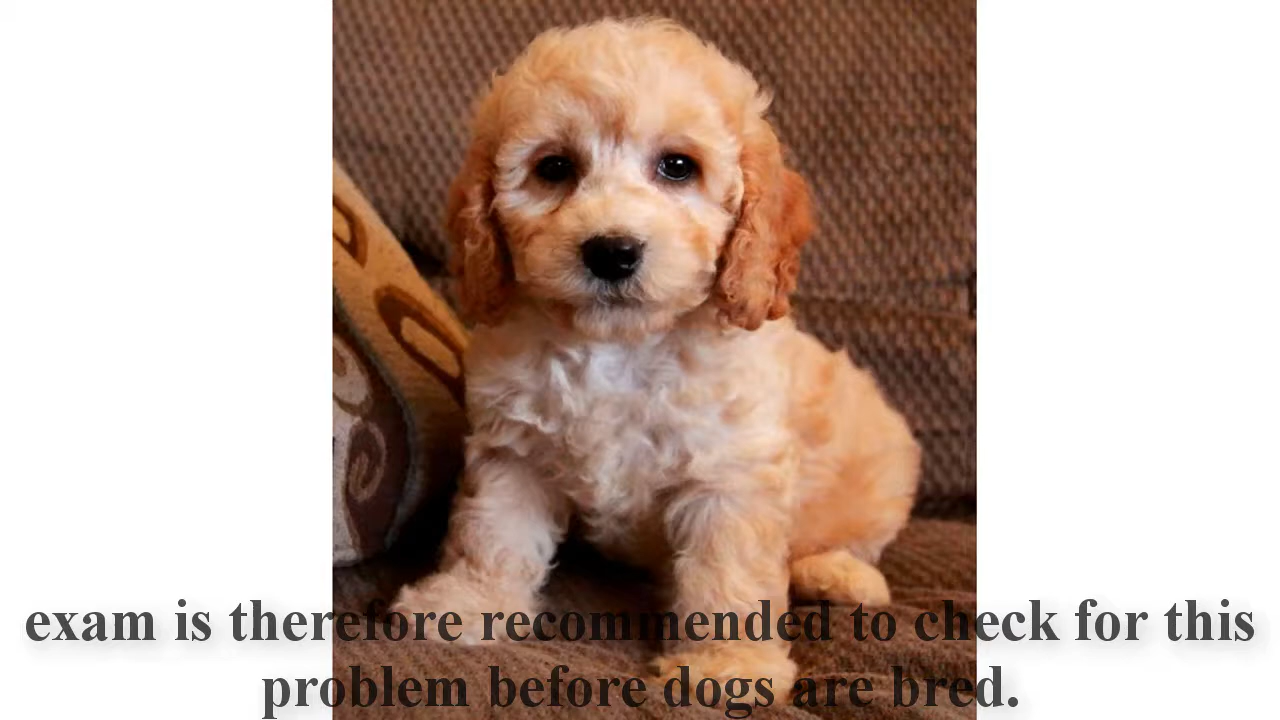 exam is therefore recommended to check for this
problem before dogs are bred.